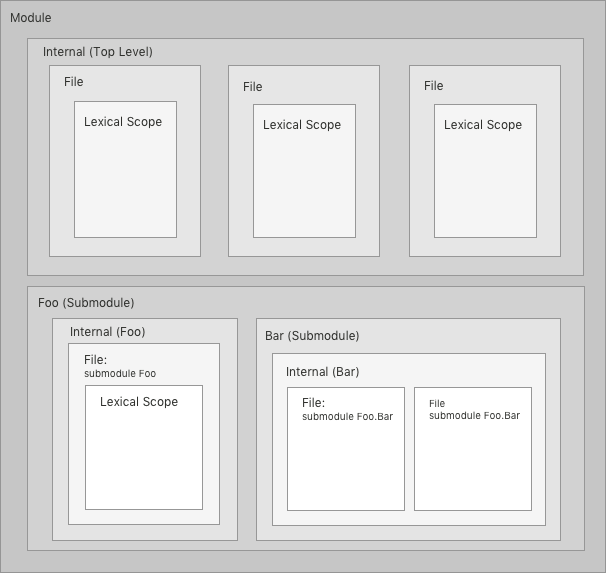 Module
Internal (Top Level)
File
Lexical Scope
File
Lexical Scope
File
Lexical Scope
Foo (Submodule)
Internal (Foo)
File:
submodule Foo
Lexical Scope
Bar (Submodule)
Internal (Bar)
File:
submodule Foo.Bar
File
submodule Foo.Bar